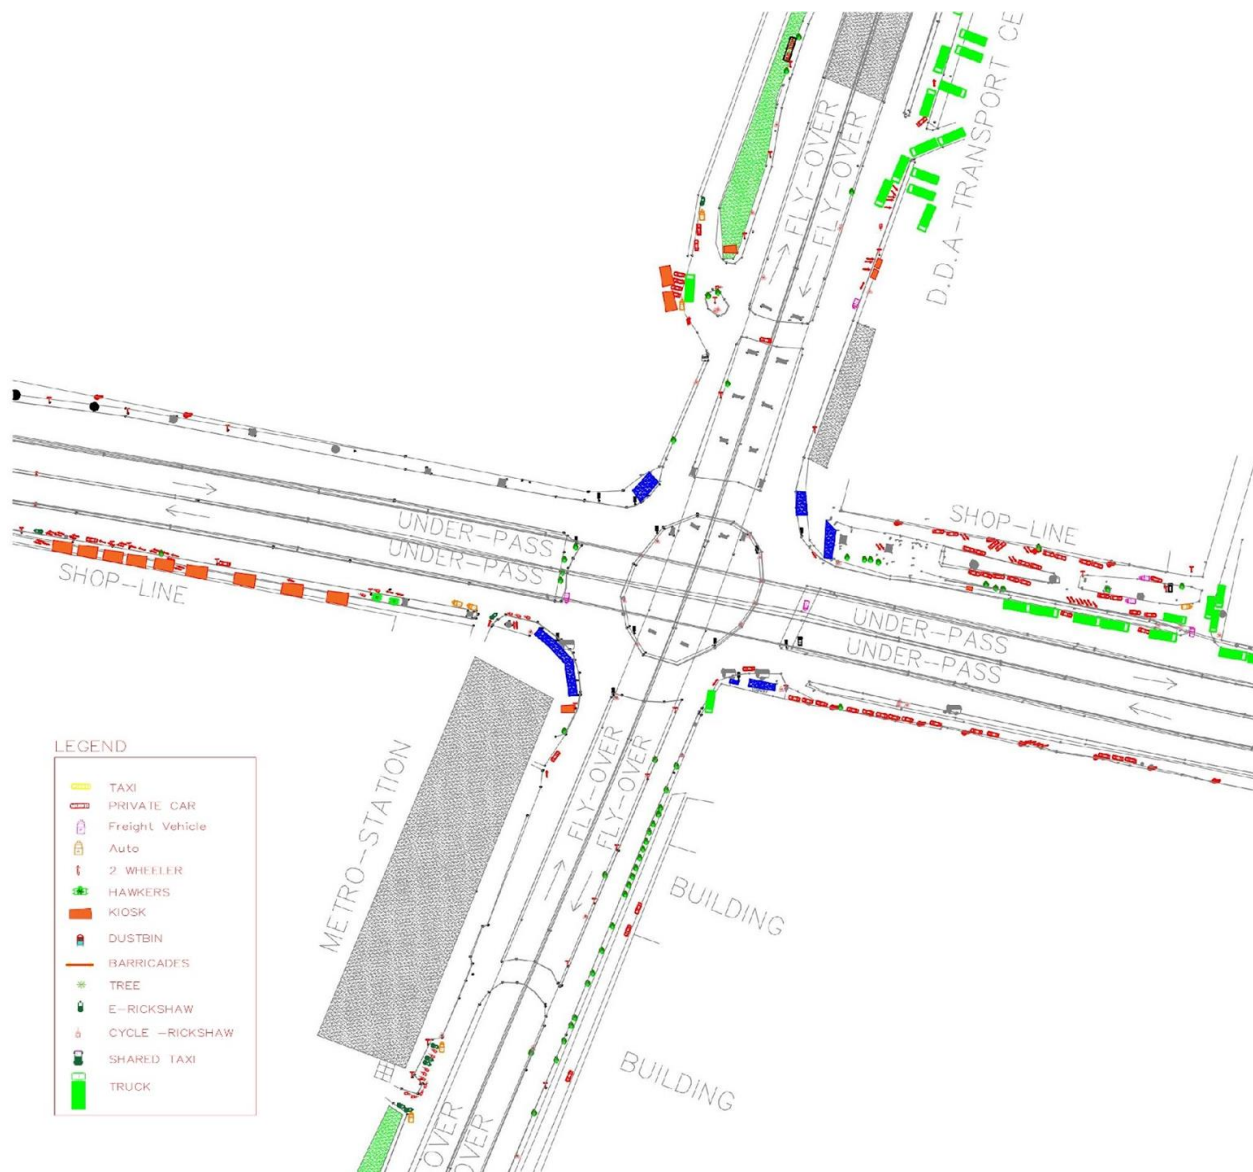 FLY-OVER
FLY-OVER
D.D.A-TRANSPORT CE
UNDER-PASS
UNDER-PASS
SHOP-LINE
SHOP-LINE
UNDER-PASS
UNDER-PASS
METRO-STATION
FLY-OVER
FLY-OVER
BUILDING
BUILDING
OVER
OVER
LEGEND
TAXI
PRIVATE CAR
Freight Vehicle
Auto
2 WHEELER
HAWKERS
KIOSK
DUSTBIN
BARRICADES
TREE
E-RICKSHAW
CYCLE -RICKSHAW
SHARED TAXI
TRUCK